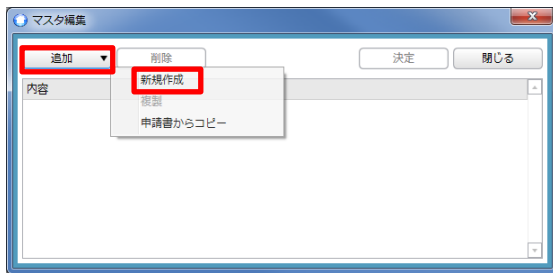 マスタ編集
追加 ▼ 削除 決定 閉じる
内容
新規作成
複製
申請書からコピー